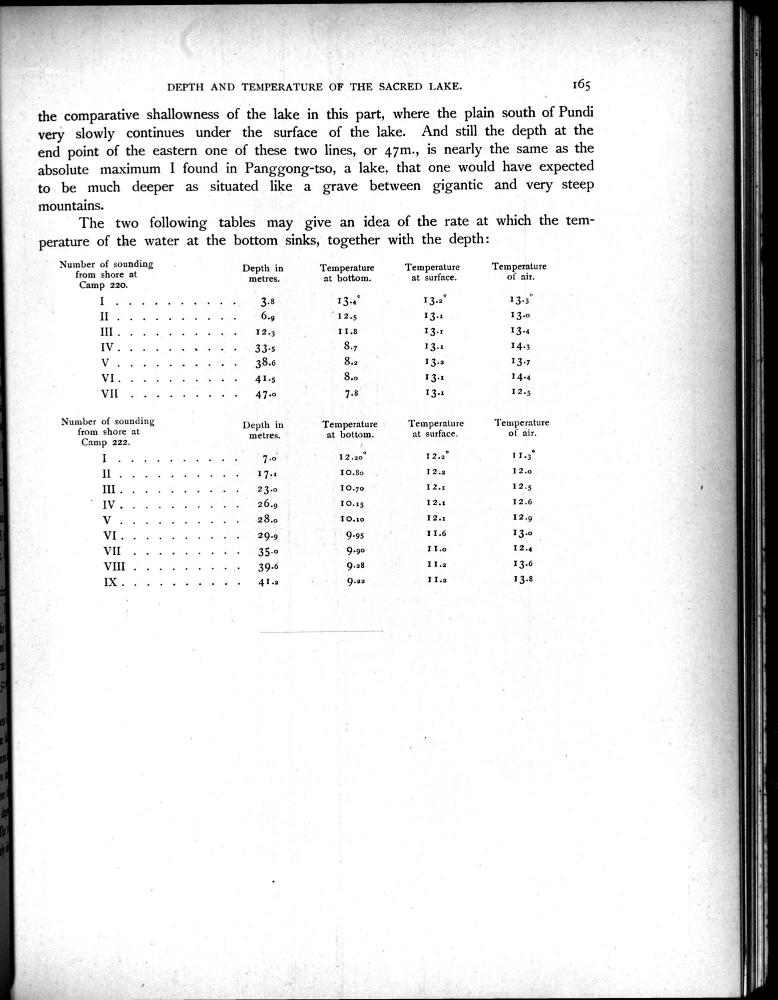 DEPTH AND TEMPERATURE OF THE SACRED LAKE. 165
the comparative shallowness of the lake in this part, where the plain south of Pundi
very slowly continues under the surface of the lake. And still the depth at the
end point of the eastern one of these two lines, or 47m., is nearly the same as the
absolute maximum I found in Panggong-tso, a lake, that one would have expected
to be much deeper as situated like a grave between gigantic and very steep
mountains.
The two following tables may give an idea of the rate at which the tem-
perature of the water at the bottom sinks, together with the depth:
Number of sounding from shore at Camp 220. Depth in metres. Temperature at bottom. Temperature at surface. Temperature of air.
I . . . . . . . . . . 3.8 13.4° 13.2° 13.3°
II . . . . . . . . . 6.9 12.5 13.1 13.0
III . . . . . . . . . 12.3 11.8 13.1 13.4
IV . . . . . . . . . 33.5 8.7 13.1 14.3
V . . . . . . . . . 38.6 8.2 13.2 13.7
VI . . . . . . . . . 41.5 8.0 13.1 14.4
VII . . . . . . . . 47.0 7.8 13.1 12.5
Number of sounding from shore at Camp 222. Depth in metres. Temperature at bottom. Temperature at surface. Temperature of air.
I . . . . . . . . . 7.0 12.20° 12.2° 11.3°
II . . . . . . . . . 17.1 10.80 12.2 12.0
III . . . . . . . . . 23.0 10.70 12.1 12.5
IV . . . . . . . . . 26.9 10.15 12.1 12.6
V . . . . . . . . . 28.0 10.10 12.1 12.9
VI . . . . . . . . . 29.9 9.95 11.6 13.0
VII . . . . . . . . 35.0 9.90 11.0 12.4
VIII . . . . . . . . 39.6 9.28 11.2 13.6
IX . . . . . . . . . 41.2 9.22 11.2 13.8